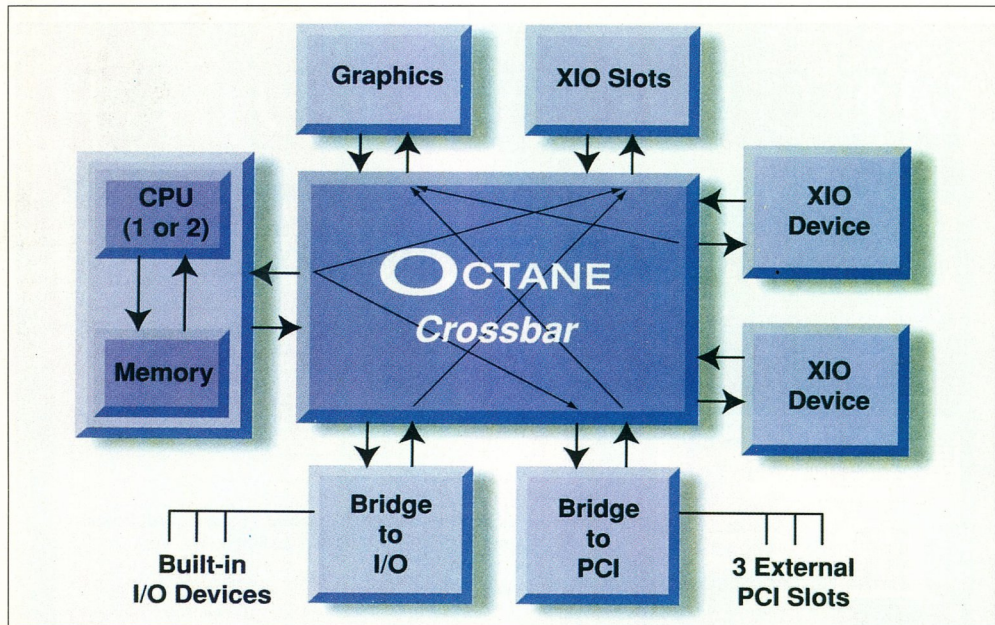 Graphics
XIO Slots
CPU
(1 or 2)
Memory
OCTANE
Crossbar
XIO
Device
XIO
Device
Bridge
to
I/O
Bridge
to
PCI
Built-in
I/O Devices
3 External
PCI Slots